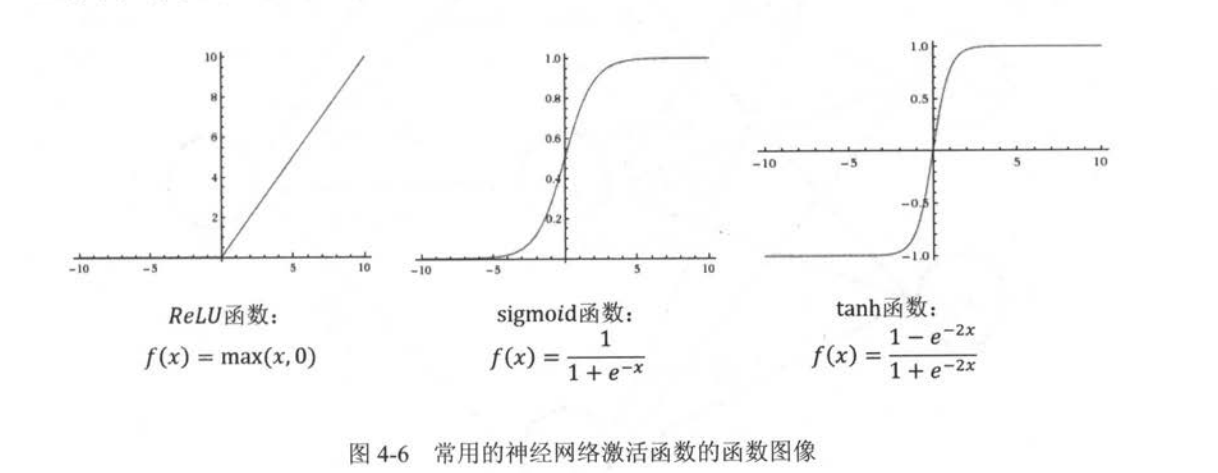 10
8
6
4
2
-10 -5 5 10
1.0
0.8
0.6
0.4
0.2
-10 -5 5 10
1.0
0.5
-10 -5 5 10
-0.5
-1.0
ReLU函数:
f(x) = max(x, 0)
sigmoid函数:
f(x) = 1 / (1 + e^{-x})
tanh函数:
f(x) = (1 - e^{-2x}) / (1 + e^{-2x})
图 4-6 常用的神经网络激活函数的函数图像